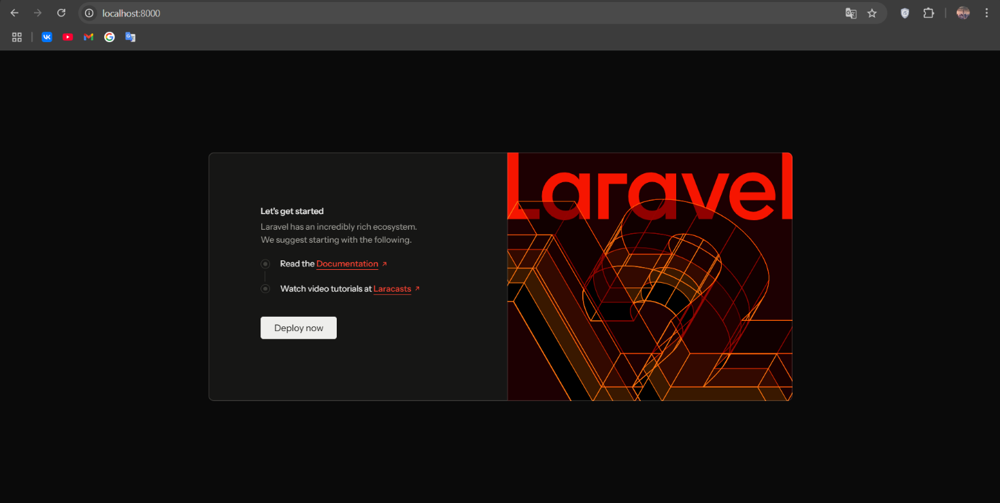 localhost:8000
Laravel
Let's get started
Laravel has an incredibly rich ecosystem.
We suggest starting with the following.
Read the Documentation
Watch video tutorials at Laracasts
Deploy now